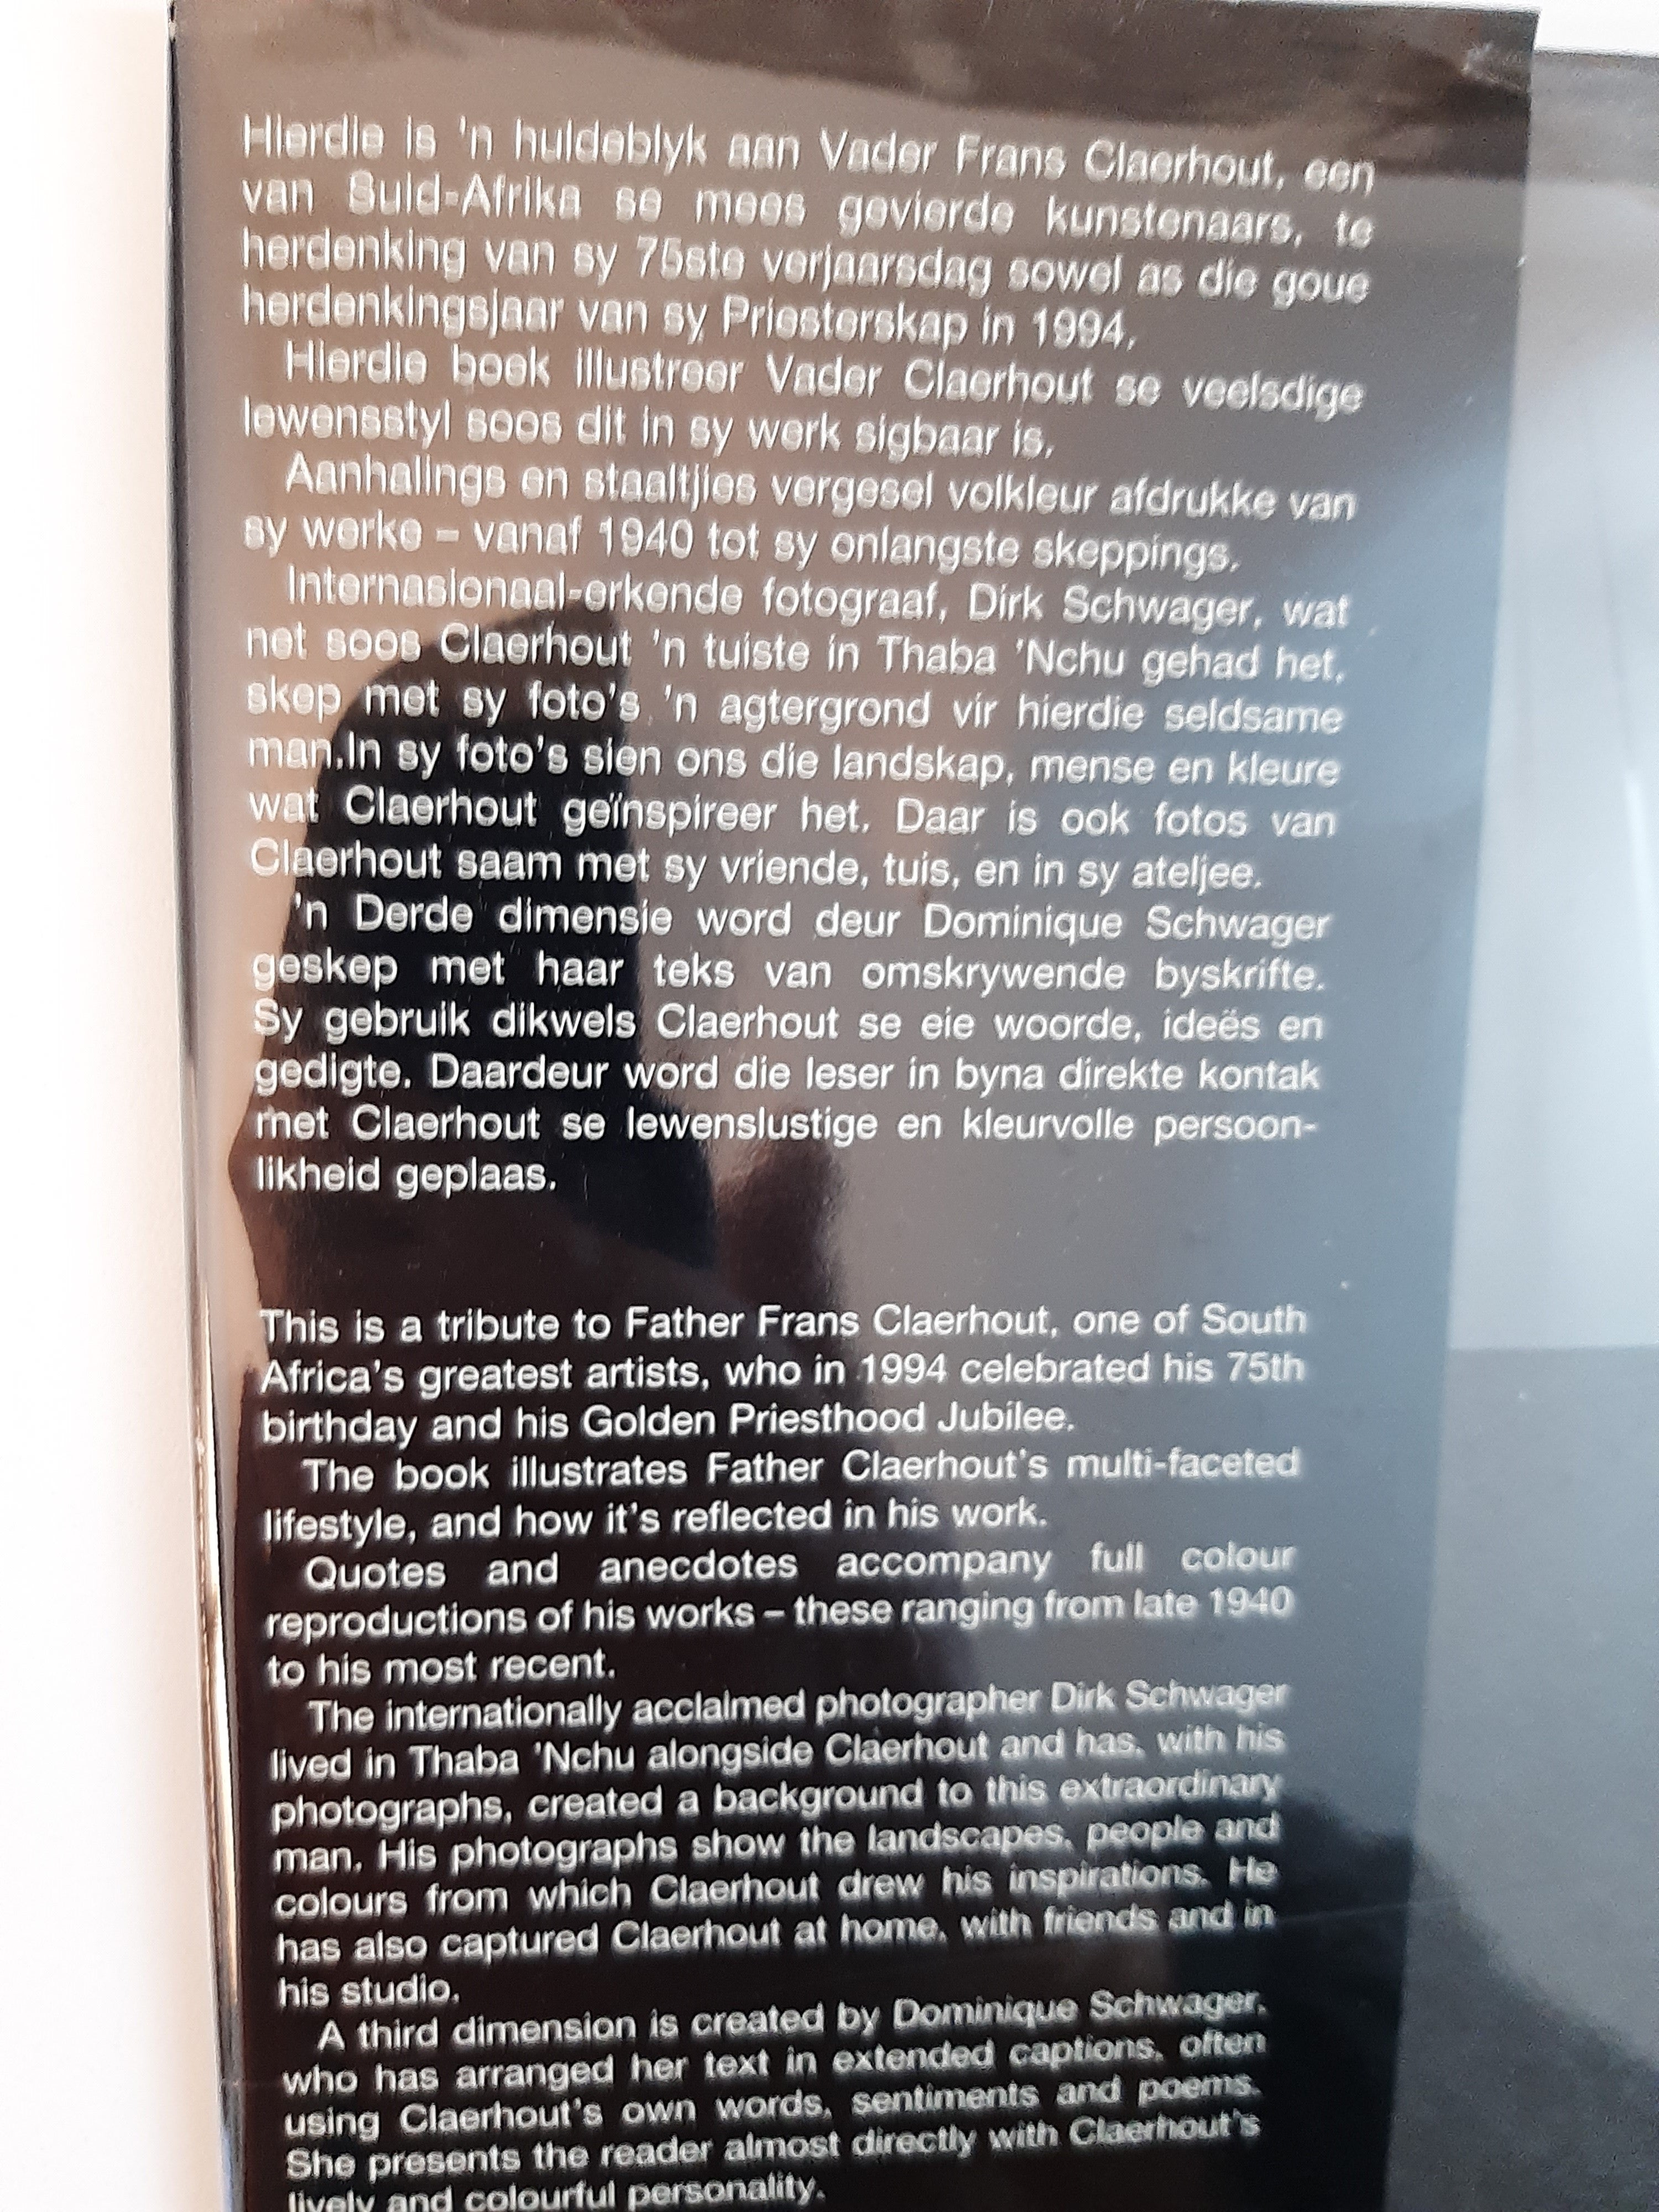 Hierdie is 'n huldeblyk aan Vader Frans Claerhout, een
van Suid-Afrika se mees gevierde kunstenaars, te
herdenking van sy 75ste verjaarsdag sowel as die goue
herdenkingsjaar van sy Priesterskap in 1994.
Hierdie boek illustreer Vader Claerhout se veelsdige
lewensstyl soos dit in sy werk sigbaar is.
Aanhalings en staaltjies vergesel volkleur afdrukke van
sy werke – vanaf 1940 tot sy onlangste skeppings.
Internasionaal-erkende fotograaf, Dirk Schwager, wat
net soos Claerhout 'n tuiste in Thaba 'Nchu gehad het,
skep met sy foto's 'n agtergrond vir hierdie seldsame
man.In sy foto's sien ons die landskap, mense en kleure
wat Claerhout geïnspireer het. Daar is ook fotos van
Claerhout saam met sy vriende, tuis, en in sy ateljee.
'n Derde dimensie word deur Dominique Schwager
geskep met haar teks van omskrywende byskrifte.
Sy gebruik dikwels Claerhout se eie woorde, ideës en
gedigte. Daardeur word die leser in byna direkte kontak
met Claerhout se lewenslustige en kleurvolle persoon-
likheid geplaas.
This is a tribute to Father Frans Claerhout, one of South
Africa's greatest artists, who in 1994 celebrated his 75th
birthday and his Golden Priesthood Jubilee.
The book illustrates Father Claerhout's multi-faceted
lifestyle, and how it's reflected in his work.
Quotes and anecdotes accompany full colour
reproductions of his works – these ranging from late 1940
to his most recent.
The internationally acclaimed photographer Dirk Schwager
lived in Thaba 'Nchu alongside Claerhout and has, with his
photographs, created a background to this extraordinary
man. His photographs show the landscapes, people and
colours from which Claerhout drew his inspirations. He
has also captured Claerhout at home, with friends and in
his studio.
A third dimension is created by Dominique Schwager,
who has arranged her text in extended captions, often
using Claerhout's own words, sentiments and poems.
She presents the reader almost directly with Claerhout's
lively and colourful personality.